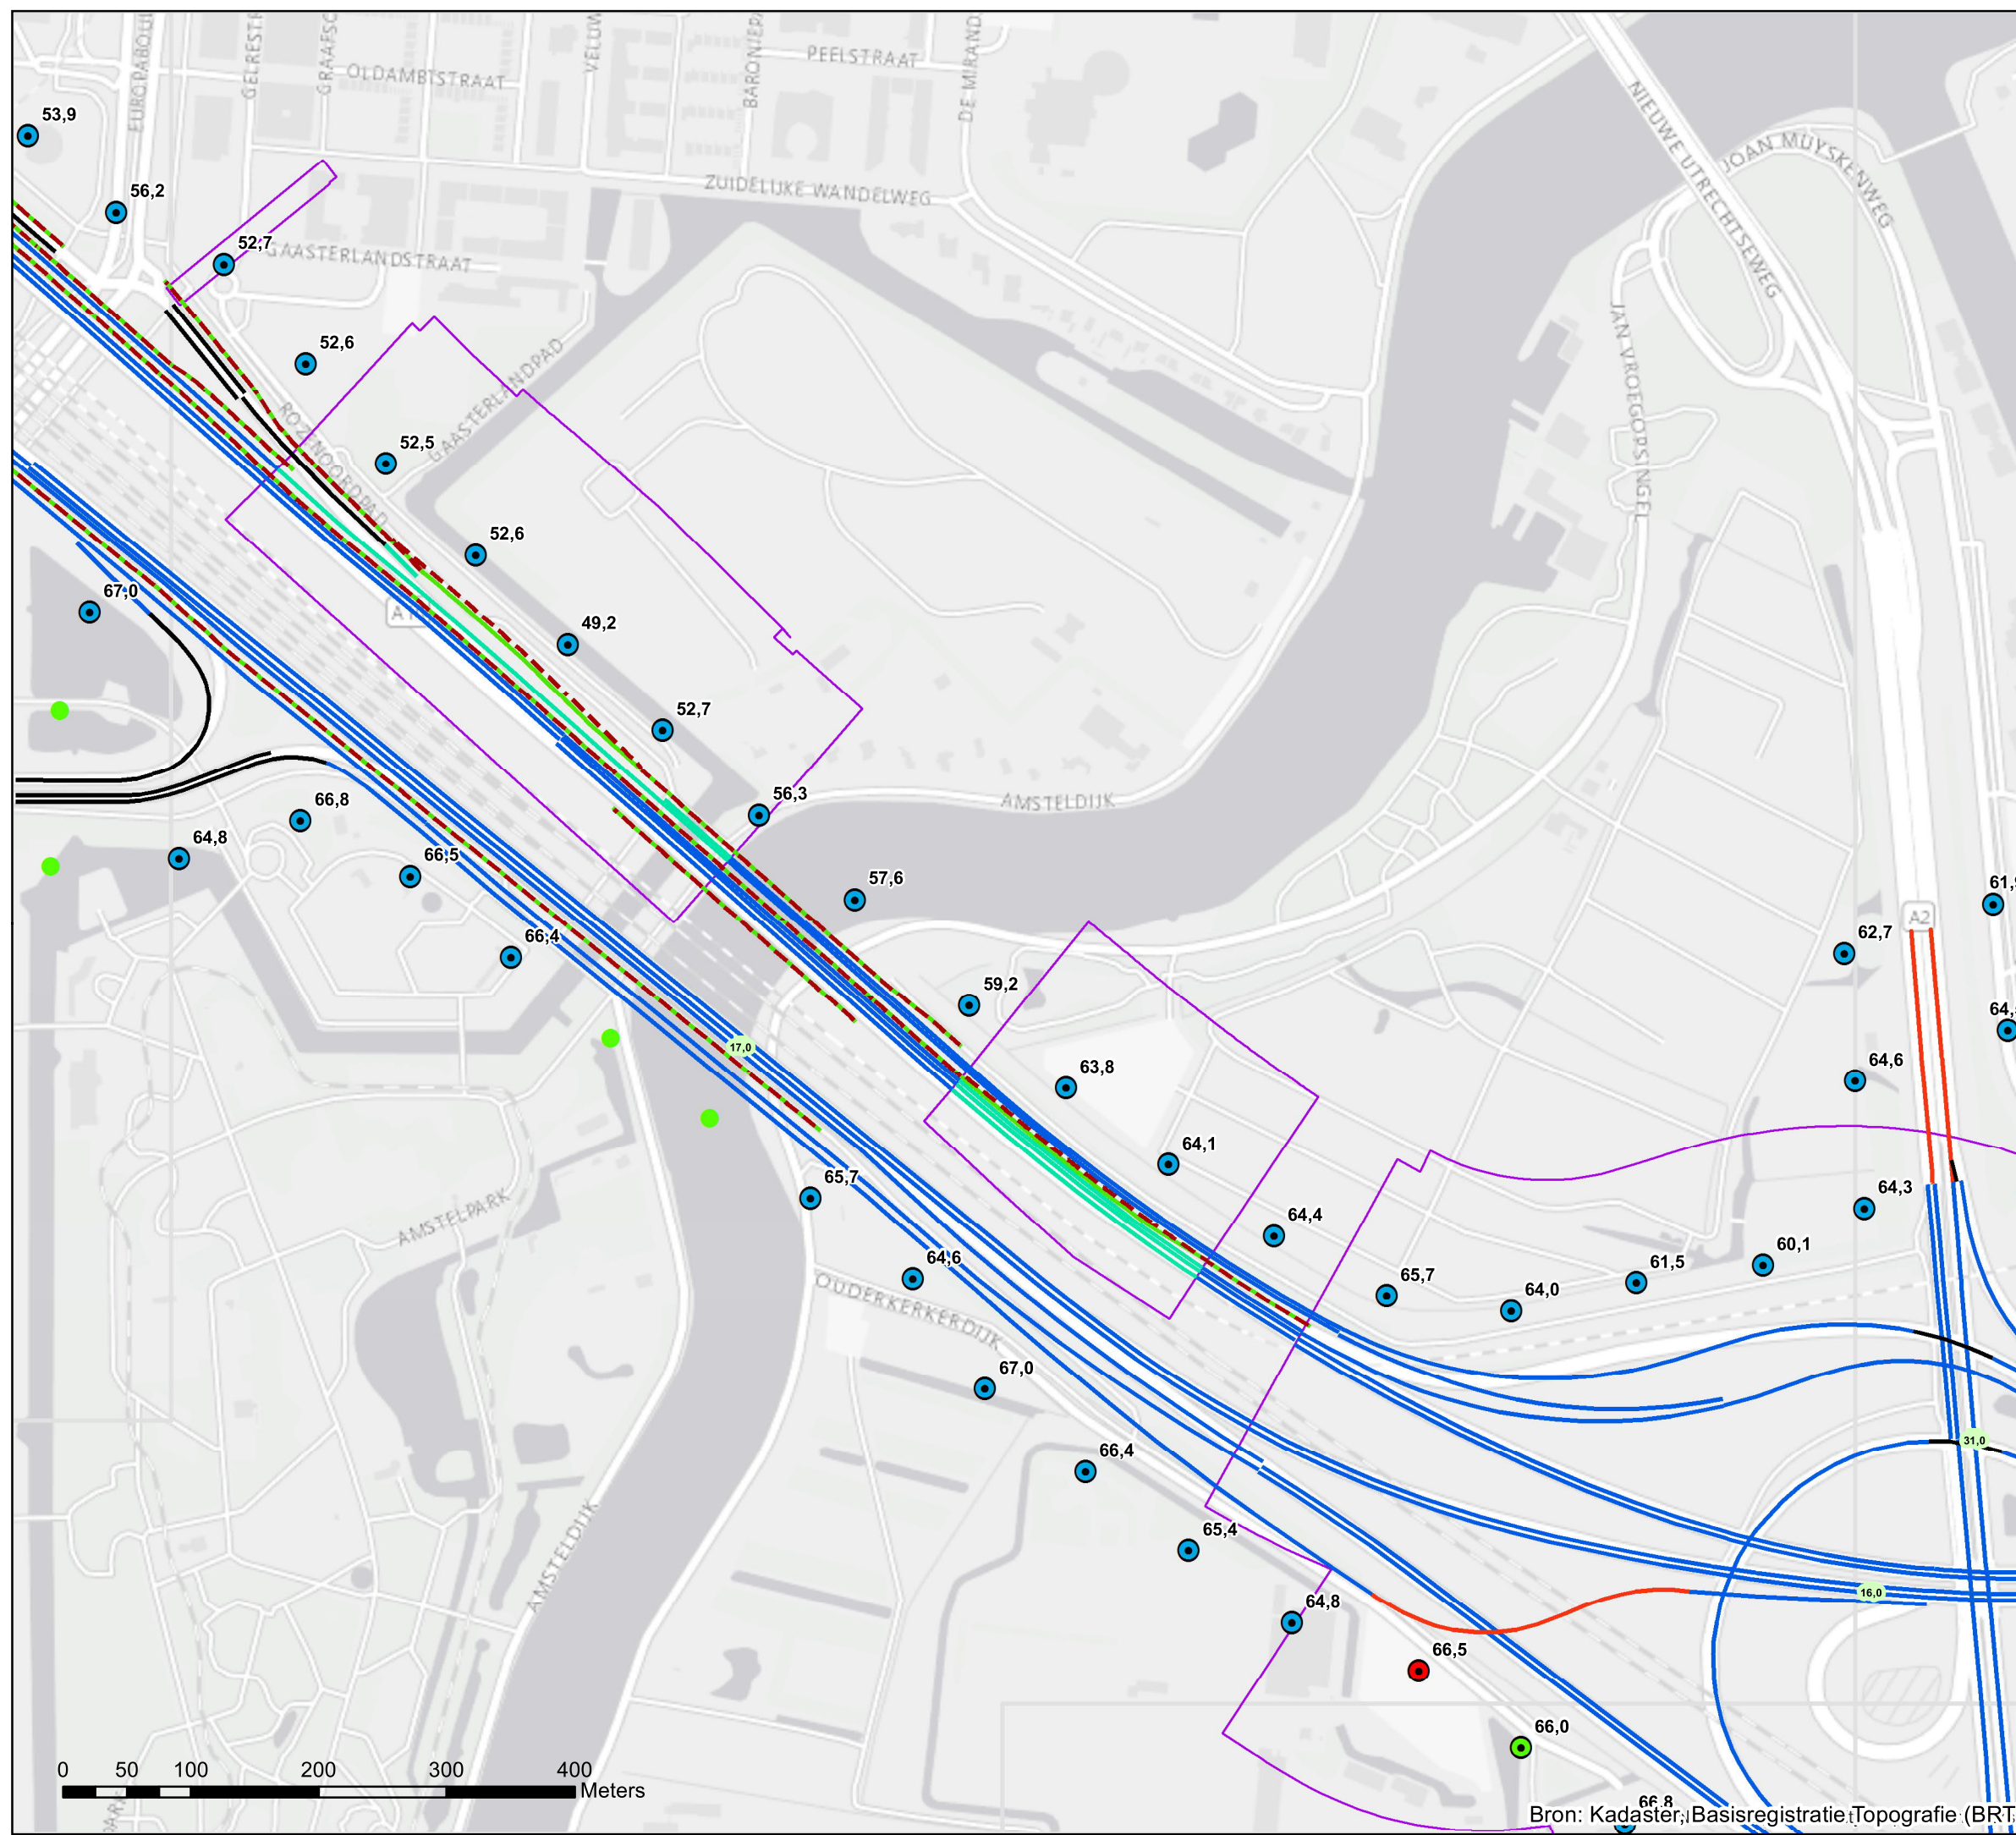 PEELSTRAAT
OLDAMBTSTRAAT
53,9
56,2
ZUIDELIJKE WANDELWEG
NIEUWE UTRECHTSEWEG
JOAN MUYSKENWEG
52,7
GAASTERLANDSTRAAT
52,6
GAASTERLANDPAD
JAN VROEGOPSINGEL
ROZENOORDPAD
52,5
52,6
67,0
49,2
52,7
AMSTELDIJK
56,3
66,8
64,8
66,5
57,6
66,4
A2
62,7
59,2
17,0
63,8
64,6
64,1
65,7
AMSTELPARK
64,4
64,3
64,6
60,1
61,5
65,7
64,0
OUDERKERKERDIJK
67,0
31,0
66,4
AMSTELDIJK
65,4
16,0
64,8
66,5
66,0
66,8
0 50 100 200 300 400
Meters
Bron: Kadaster, Basisregistratie Topografie (BRT